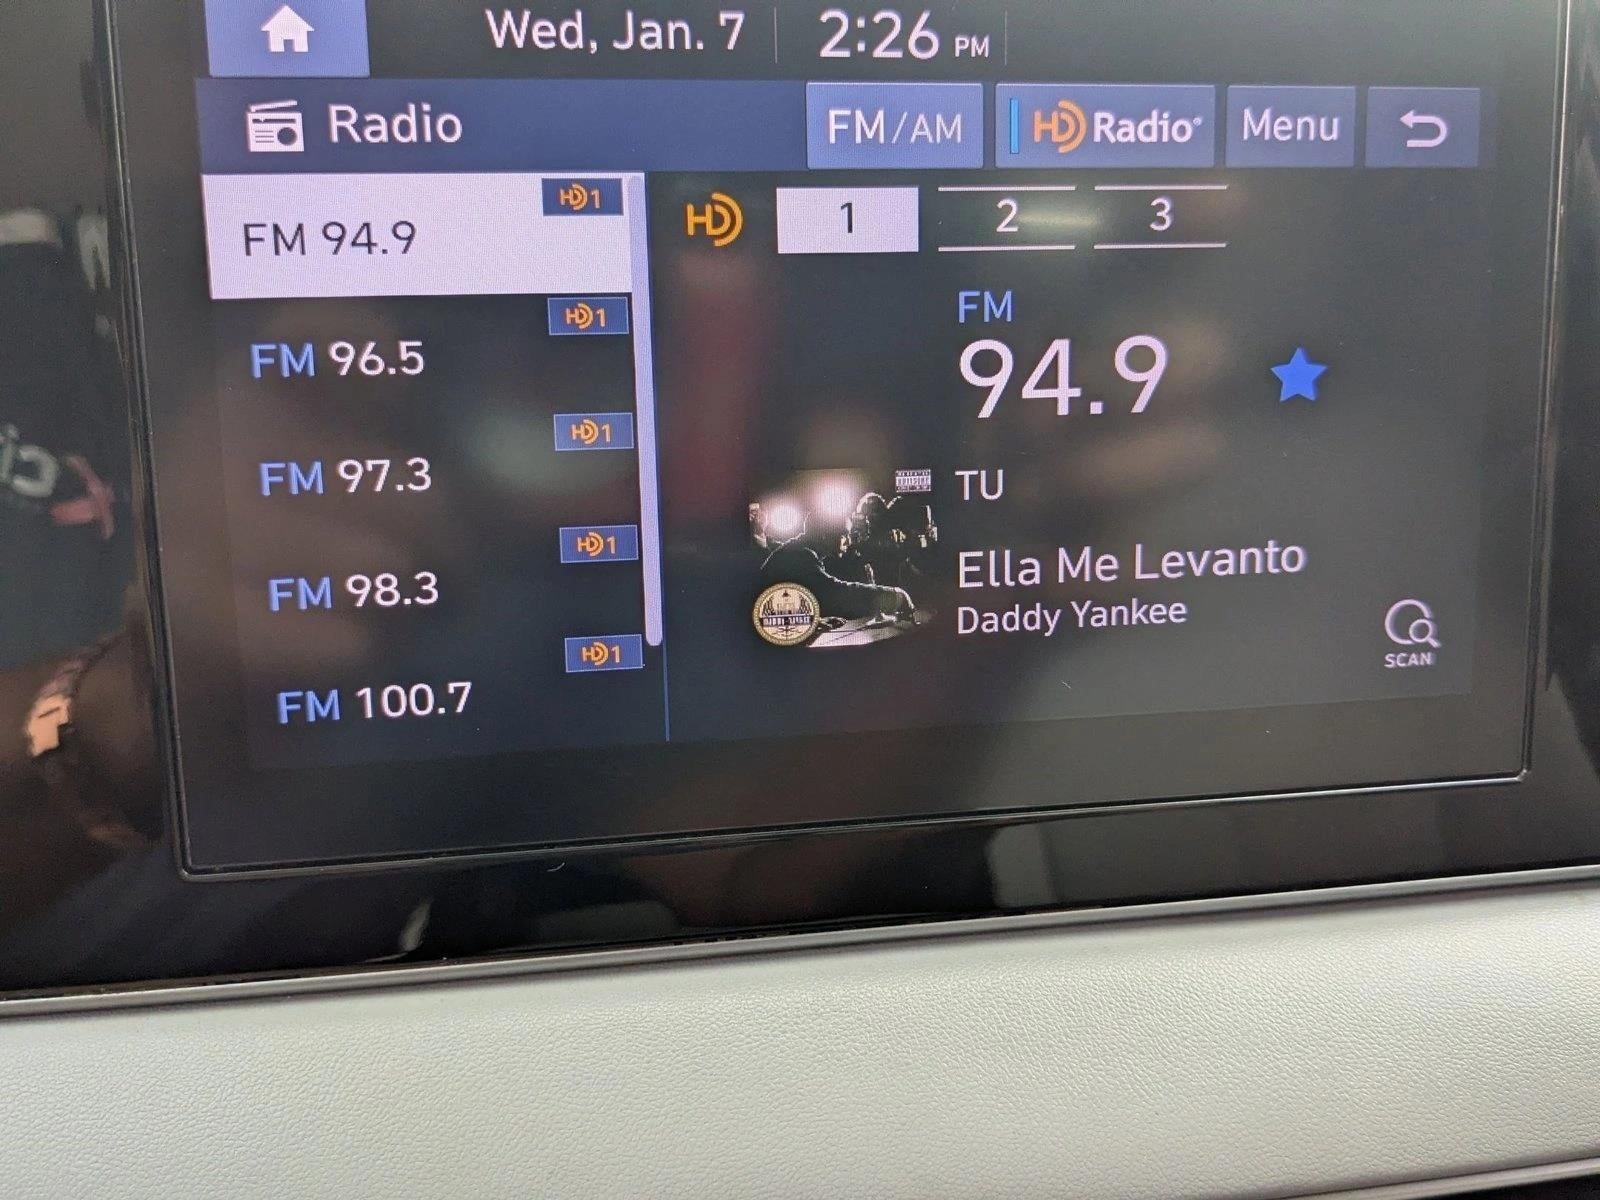 Wed, Jan. 7 2:26 PM
Radio FM/AM HD Radio® Menu
FM 94.9 HD1
FM 96.5 HD1
FM 97.3 HD1
FM 98.3 HD1
FM 100.7 HD1
HD 1 2 3
FM
94.9
TU
Ella Me Levanto
Daddy Yankee
SCAN